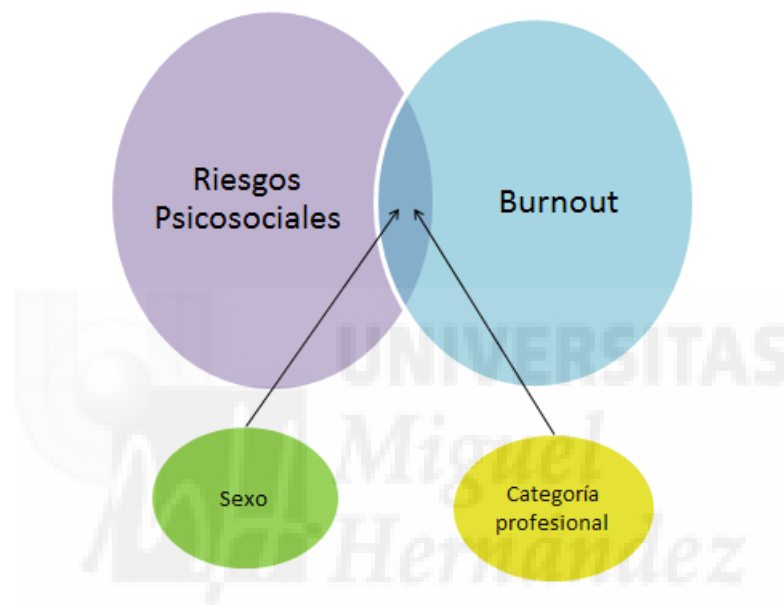 Riesgos
Psicosociales
Burnout
UNIVERSITAS
Miguel
Hernández
Sexo
Categoría
profesional